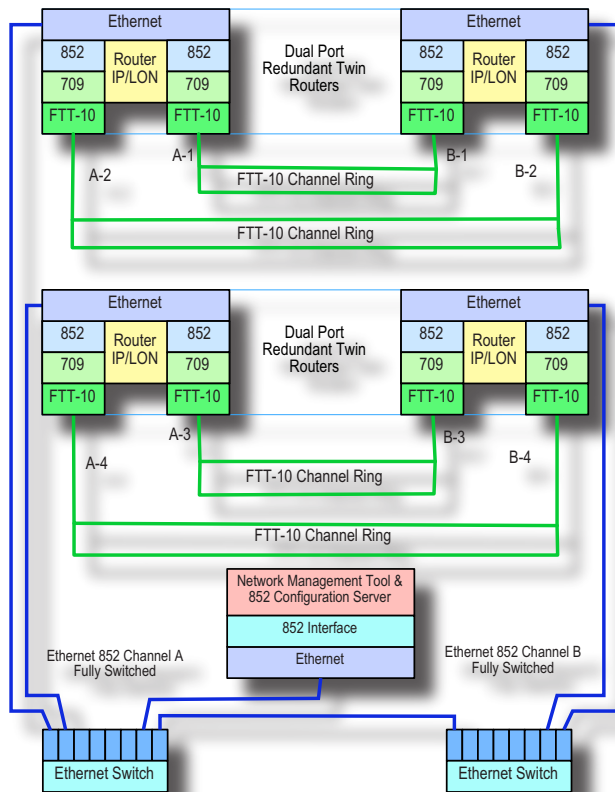 Ethernet
Ethernet
852
Router
IP/LON
852
Dual Port
Redundant Twin
Routers
852
Router
IP/LON
852
709
709
709
709
FTT-10
FTT-10
FTT-10
FTT-10
A-1
B-1
A-2
B-2
FTT-10 Channel Ring
FTT-10 Channel Ring
Ethernet
Ethernet
852
Router
IP/LON
852
Dual Port
Redundant Twin
Routers
852
Router
IP/LON
852
709
709
709
709
FTT-10
FTT-10
FTT-10
FTT-10
A-3
B-3
A-4
B-4
FTT-10 Channel Ring
FTT-10 Channel Ring
Network Management Tool &
852 Configuration Server
852 Interface
Ethernet
Ethernet 852 Channel A
Fully Switched
Ethernet 852 Channel B
Fully Switched
Ethernet Switch
Ethernet Switch